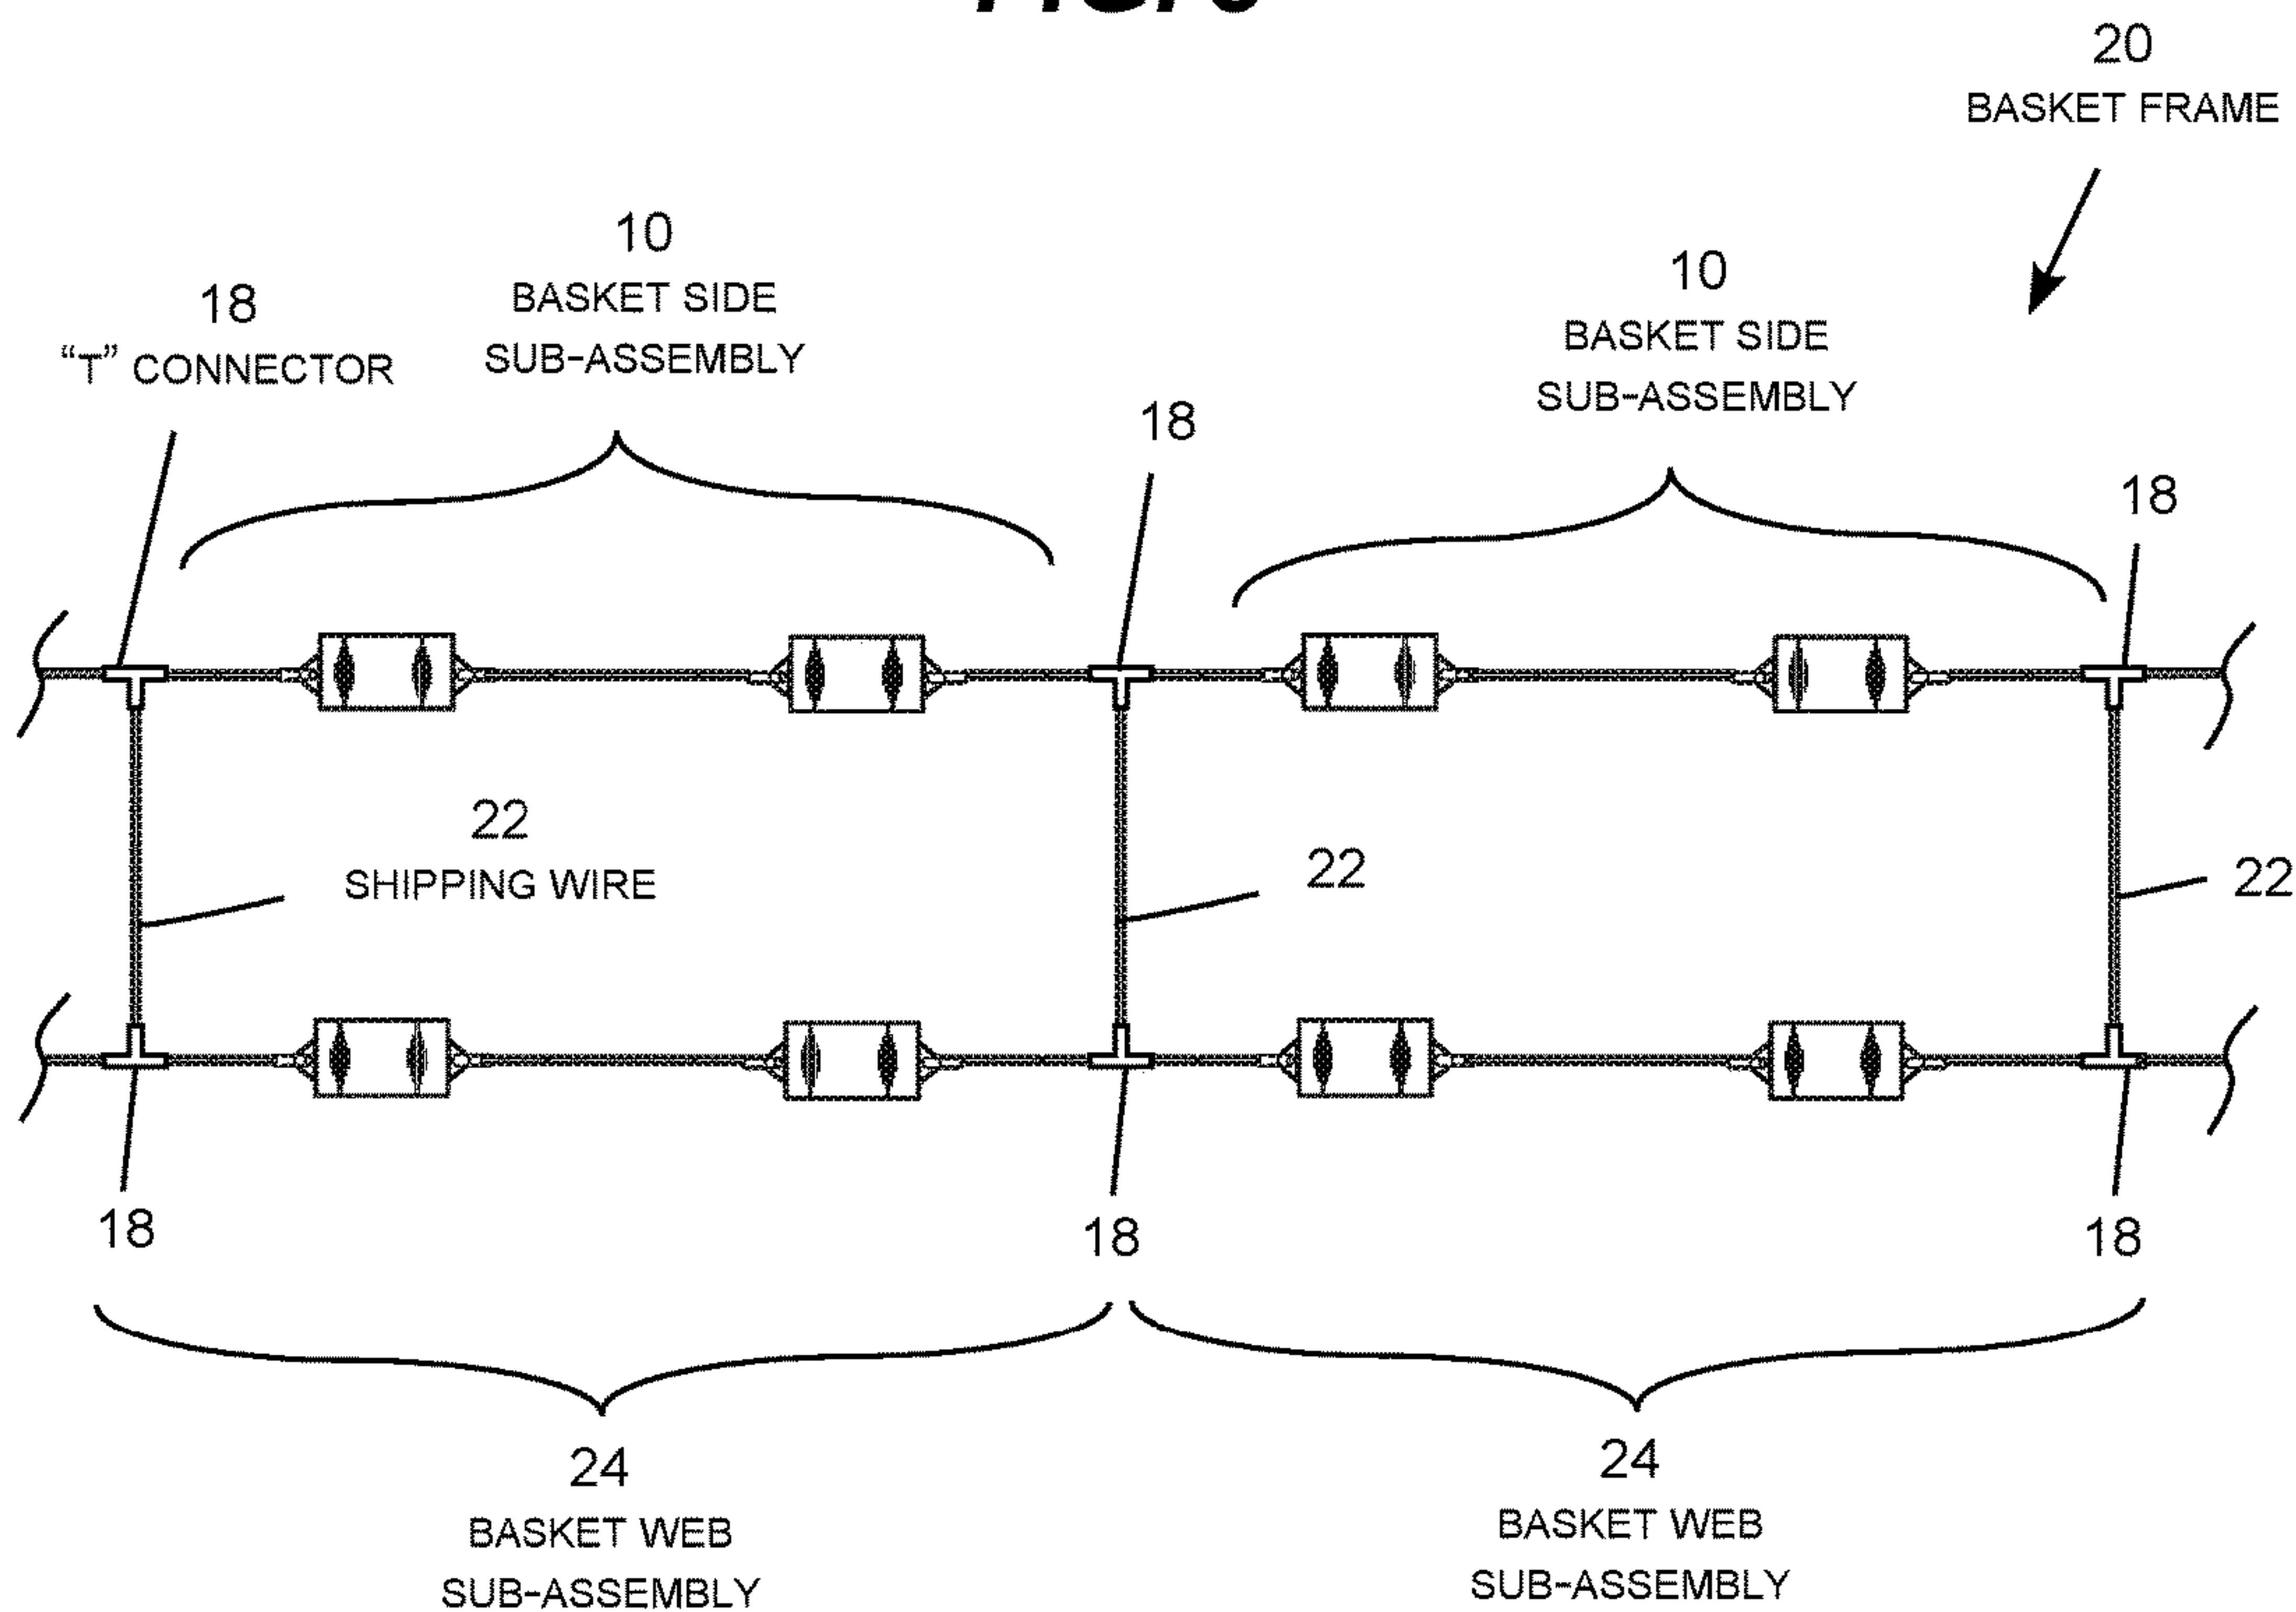 20
BASKET FRAME
10
BASKET SIDE
SUB-ASSEMBLY
10
BASKET SIDE
SUB-ASSEMBLY
18
“T” CONNECTOR
18
18
22
SHIPPING WIRE
22
22
18
18
18
24
BASKET WEB
SUB-ASSEMBLY
24
BASKET WEB
SUB-ASSEMBLY